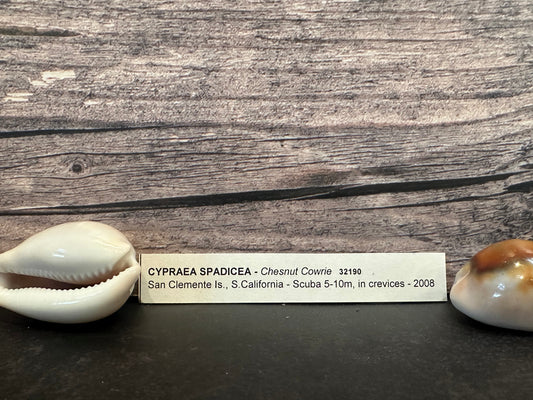 CYPRAEA SPADICEA - Chesnut Cowrie 32190
San Clemente Is., S.California - Scuba 5-10m, in crevices - 2008